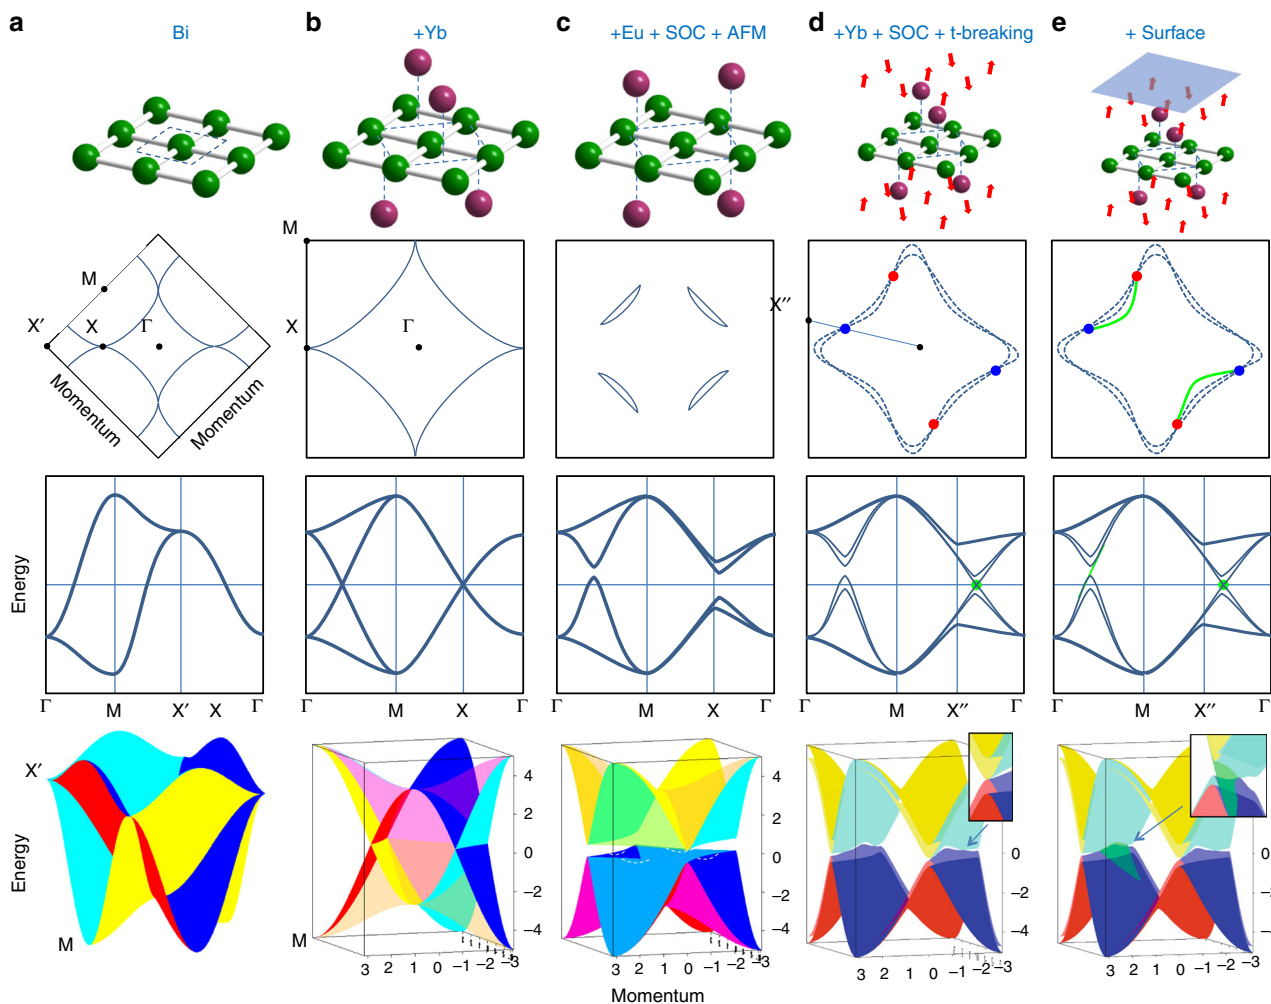 a
Bi
b
+Yb
c
+Eu + SOC + AFM
d
+Yb + SOC + t-breaking
e
+ Surface
M
X′
X
Γ
Momentum
Momentum
M
X
Γ
X″
Energy
Γ
M
X′
X
Γ
Γ
M
X
Γ
M
X
Γ
M
X″
Γ
M
X″
Γ
X′
Energy
M
M
4
2
0
−2
−4
3
2
1
0
−1
−2
−3
4
2
0
−2
−4
3
2
1
0
−1
−2
−3
0
−2
−4
3
2
1
0
−1
−2
−3
0
−2
−4
3
2
1
0
−1
−2
−3
Momentum